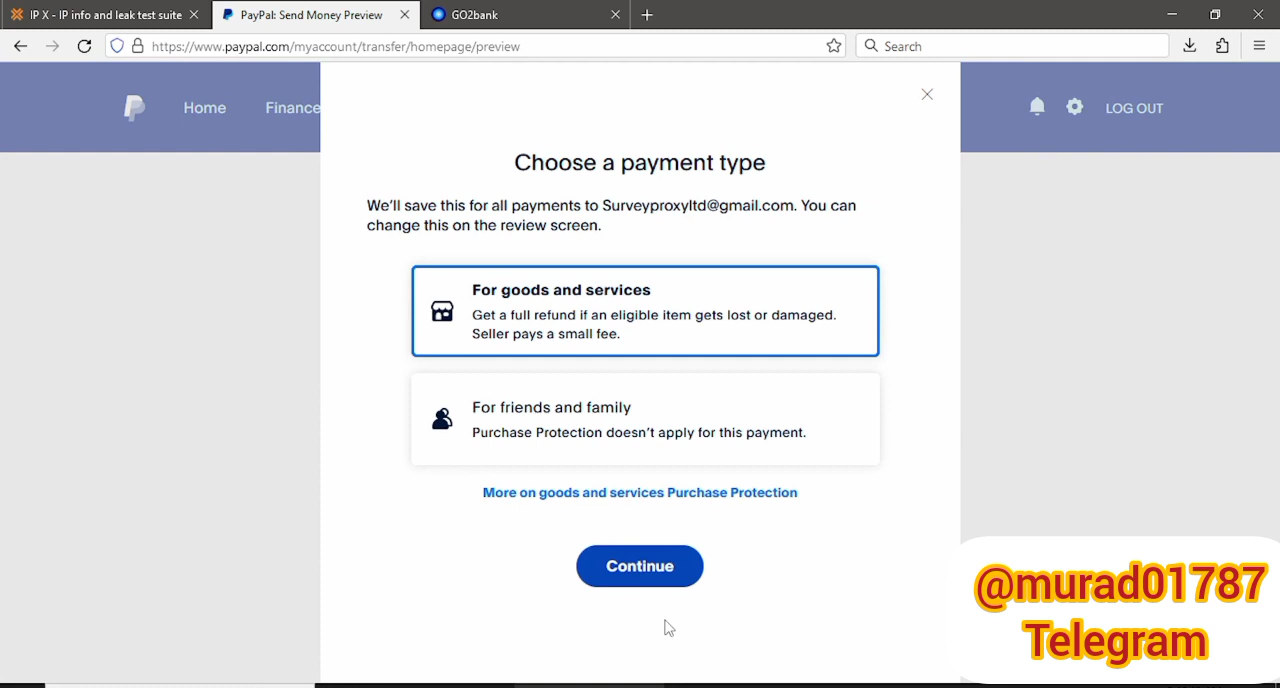 IP X - IP info and leak test suite
PayPal: Send Money Preview
GO2bank
https://www.paypal.com/myaccount/transfer/homepage/preview
Search
Home
Finance
LOG OUT
Choose a payment type
We'll save this for all payments to Surveyproxyltd@gmail.com. You can
change this on the review screen.
For goods and services
Get a full refund if an eligible item gets lost or damaged.
Seller pays a small fee.
For friends and family
Purchase Protection doesn't apply for this payment.
More on goods and services Purchase Protection
Continue
@murad01787
Telegram